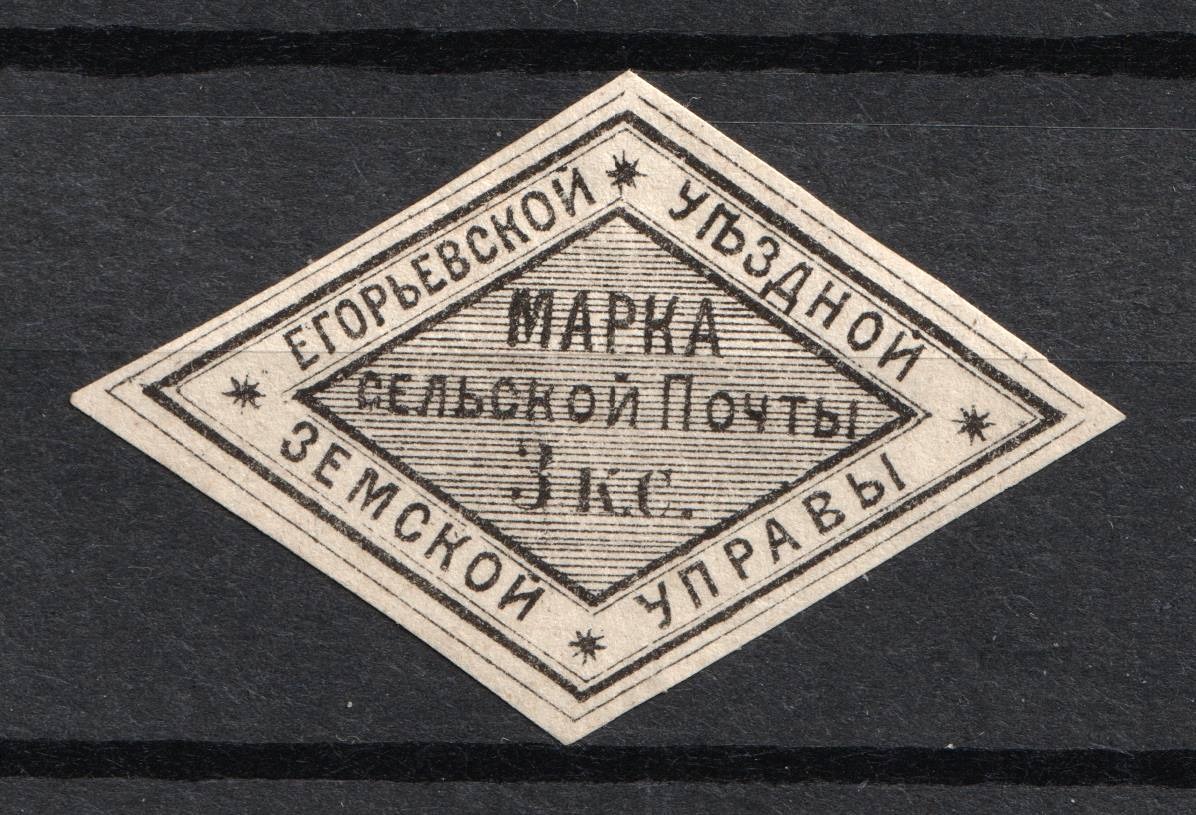 ЕГОРЬЕВСКОЙ
УѢЗДНОЙ
МАРКА
СЕЛЬСКОЙ ПОЧТЫ
3 КС.
ЗЕМСКОЙ
УПРАВЫ